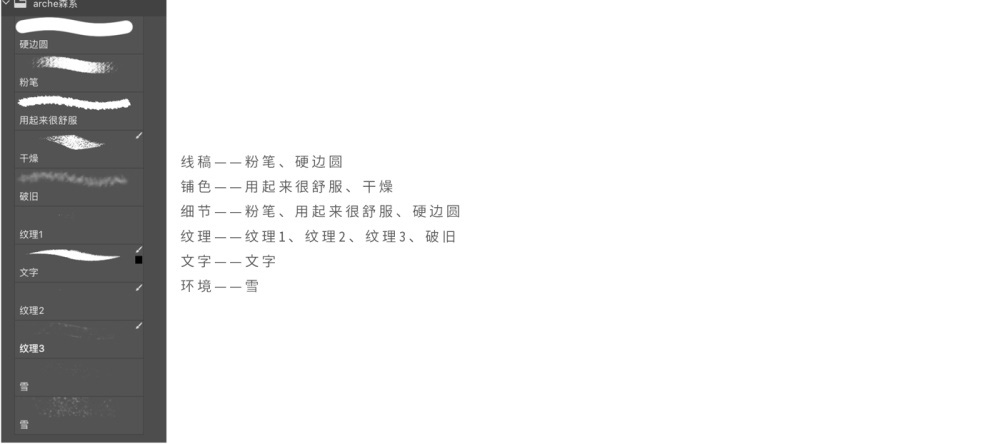 arche森系
硬边圆
粉笔
用起来很舒服
干燥
破旧
纹理1
文字
纹理2
纹理3
雪
雪
线稿——粉笔、硬边圆
铺色——用起来很舒服、干燥
细节——粉笔、用起来很舒服、硬边圆
纹理——纹理1、纹理2、纹理3、破旧
文字——文字
环境——雪